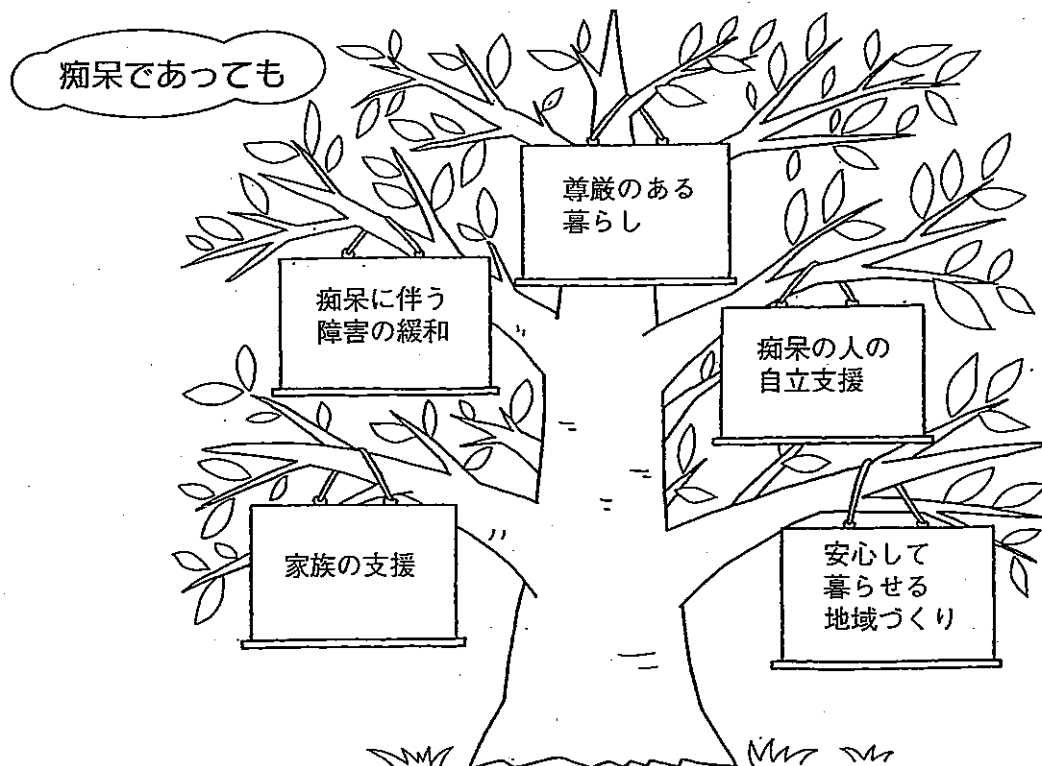 痴呆であっても
尊厳のある
暮らし
痴呆に伴う
障害の緩和
痴呆の人の
自立支援
家族の支援
安心して
暮らせる
地域づくり